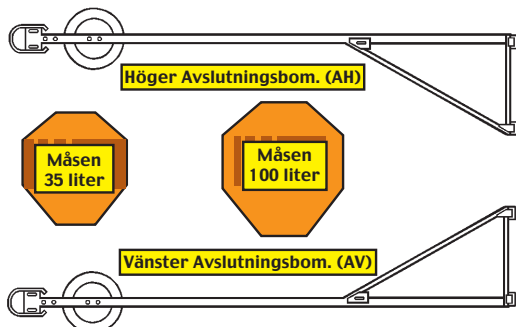 Höger Avslutningsbom. (AH)
Måsen
35 liter
Måsen
100 liter
Vänster Avslutningsbom. (AV)